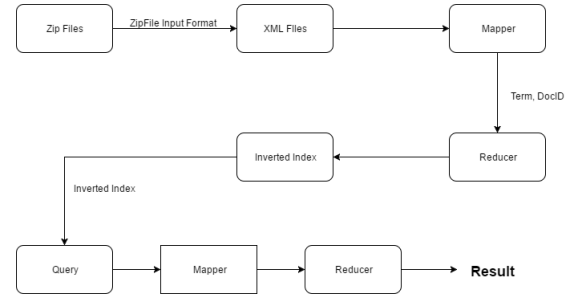 Zip Files
ZipFile Input Format
XML FIles
Mapper
Term, DocID
Reducer
Inverted Index
Inverted Index
Query
Mapper
Reducer
Result